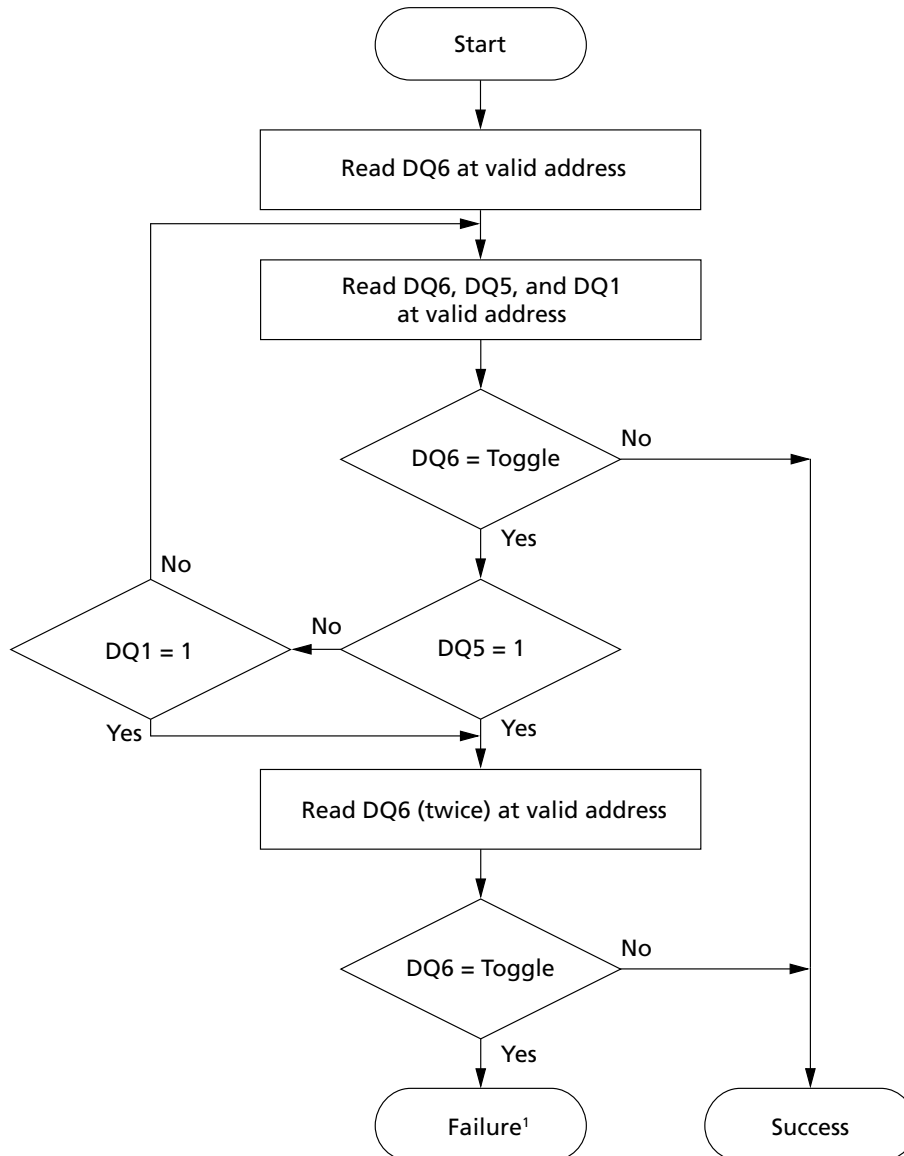 Start
Read DQ6 at valid address
Read DQ6, DQ5, and DQ1
at valid address
DQ6 = Toggle
No
Yes
No
DQ1 = 1
No
DQ5 = 1
Yes
Yes
Read DQ6 (twice) at valid address
DQ6 = Toggle
No
Yes
Failure¹
Success